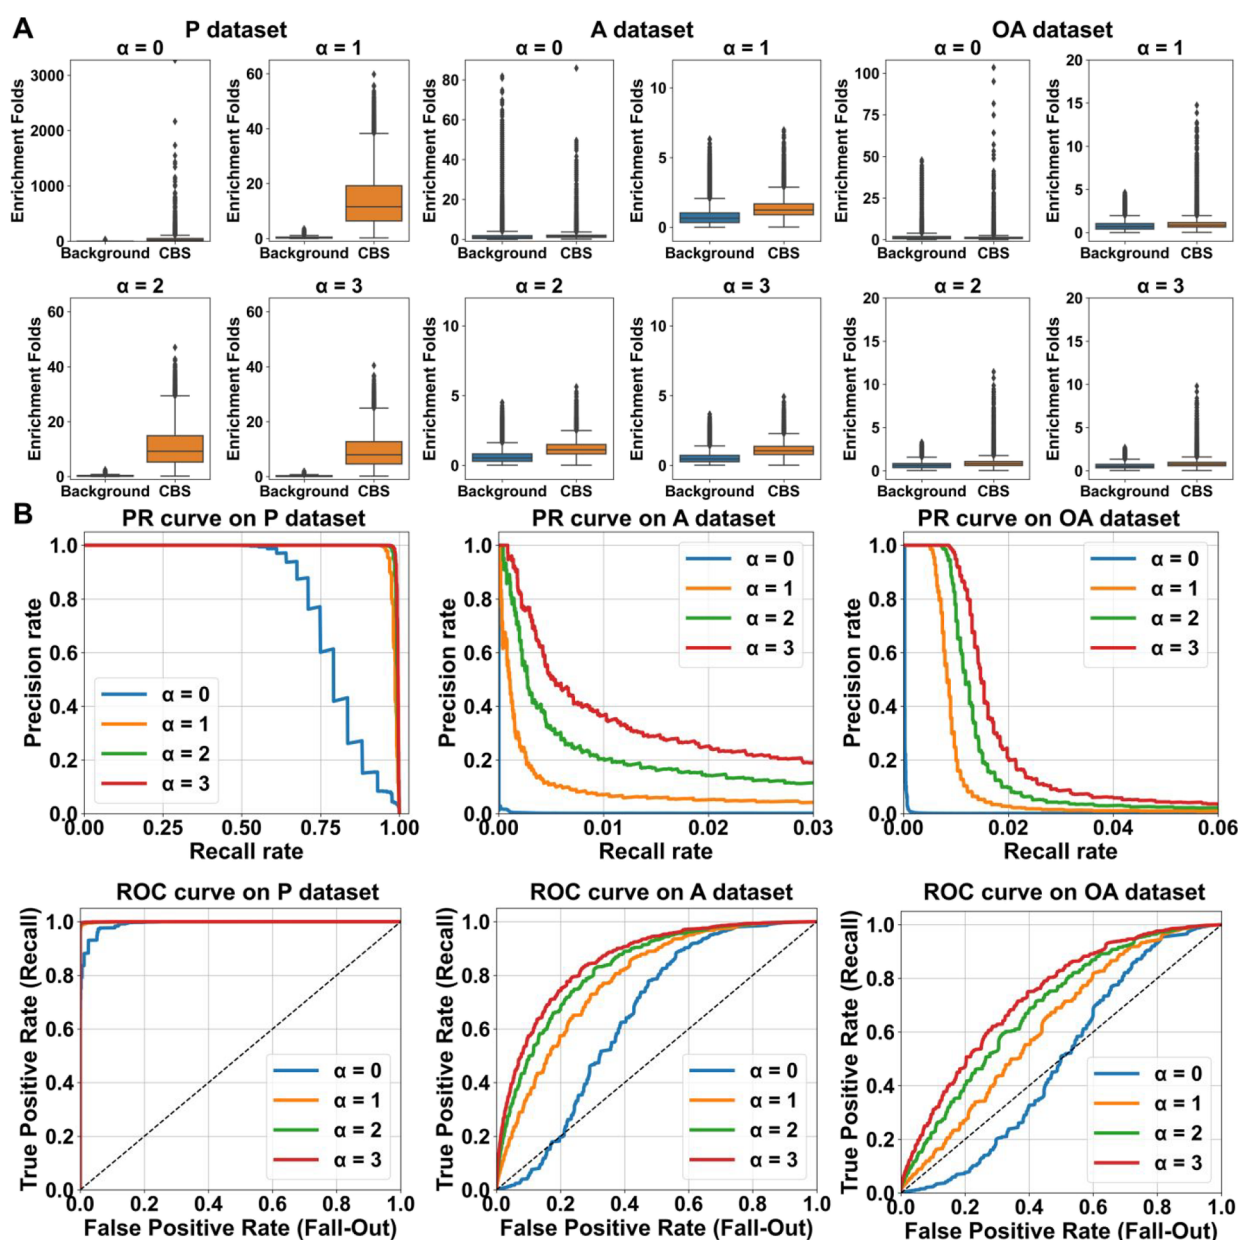 A
P dataset
A dataset
OA dataset
α = 0
α = 1
α = 0
α = 1
α = 0
α = 1
Enrichment Folds
3000
2000
1000
0
Background CBS
Enrichment Folds
60
40
20
0
Background CBS
Enrichment Folds
80
60
40
20
0
Background CBS
Enrichment Folds
10
5
0
Background CBS
Enrichment Folds
100
75
50
25
0
Background CBS
Enrichment Folds
20
15
10
5
0
Background CBS
α = 2
α = 3
α = 2
α = 3
α = 2
α = 3
Enrichment Folds
60
40
20
0
Background CBS
Enrichment Folds
60
40
20
0
Background CBS
Enrichment Folds
10
5
0
Background CBS
Enrichment Folds
10
5
0
Background CBS
Enrichment Folds
20
15
10
5
0
Background CBS
Enrichment Folds
20
15
10
5
0
Background CBS
B
PR curve on P dataset
Precision rate
1.0
0.8
0.6
0.4
0.2
0.0
α = 0
α = 1
α = 2
α = 3
0.00 0.25 0.50 0.75 1.00
Recall rate
PR curve on A dataset
Precision rate
1.0
0.8
0.6
0.4
0.2
0.0
α = 0
α = 1
α = 2
α = 3
0.00 0.01 0.02 0.03
Recall rate
PR curve on OA dataset
Precision rate
1.0
0.8
0.6
0.4
0.2
0.0
α = 0
α = 1
α = 2
α = 3
0.00 0.02 0.04 0.06
Recall rate
ROC curve on P dataset
True Positive Rate (Recall)
1.0
0.8
0.6
0.4
0.2
0.0
α = 0
α = 1
α = 2
α = 3
0.0 0.2 0.4 0.6 0.8 1.0
False Positive Rate (Fall-Out)
ROC curve on A dataset
True Positive Rate (Recall)
1.0
0.8
0.6
0.4
0.2
0.0
α = 0
α = 1
α = 2
α = 3
0.0 0.2 0.4 0.6 0.8 1.0
False Positive Rate (Fall-Out)
ROC curve on OA dataset
True Positive Rate (Recall)
1.0
0.8
0.6
0.4
0.2
0.0
α = 0
α = 1
α = 2
α = 3
0.0 0.2 0.4 0.6 0.8 1.0
False Positive Rate (Fall-Out)